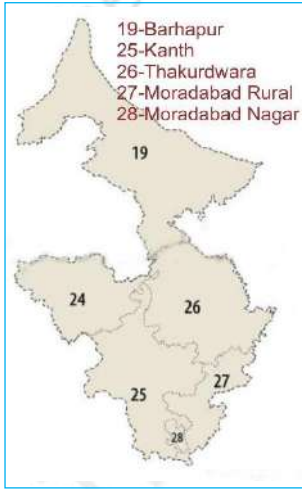 19-Barhapur
25-Kanth
26-Thakurdwara
27-Moradabad Rural
28-Moradabad Nagar
19
24
26
25
27
28